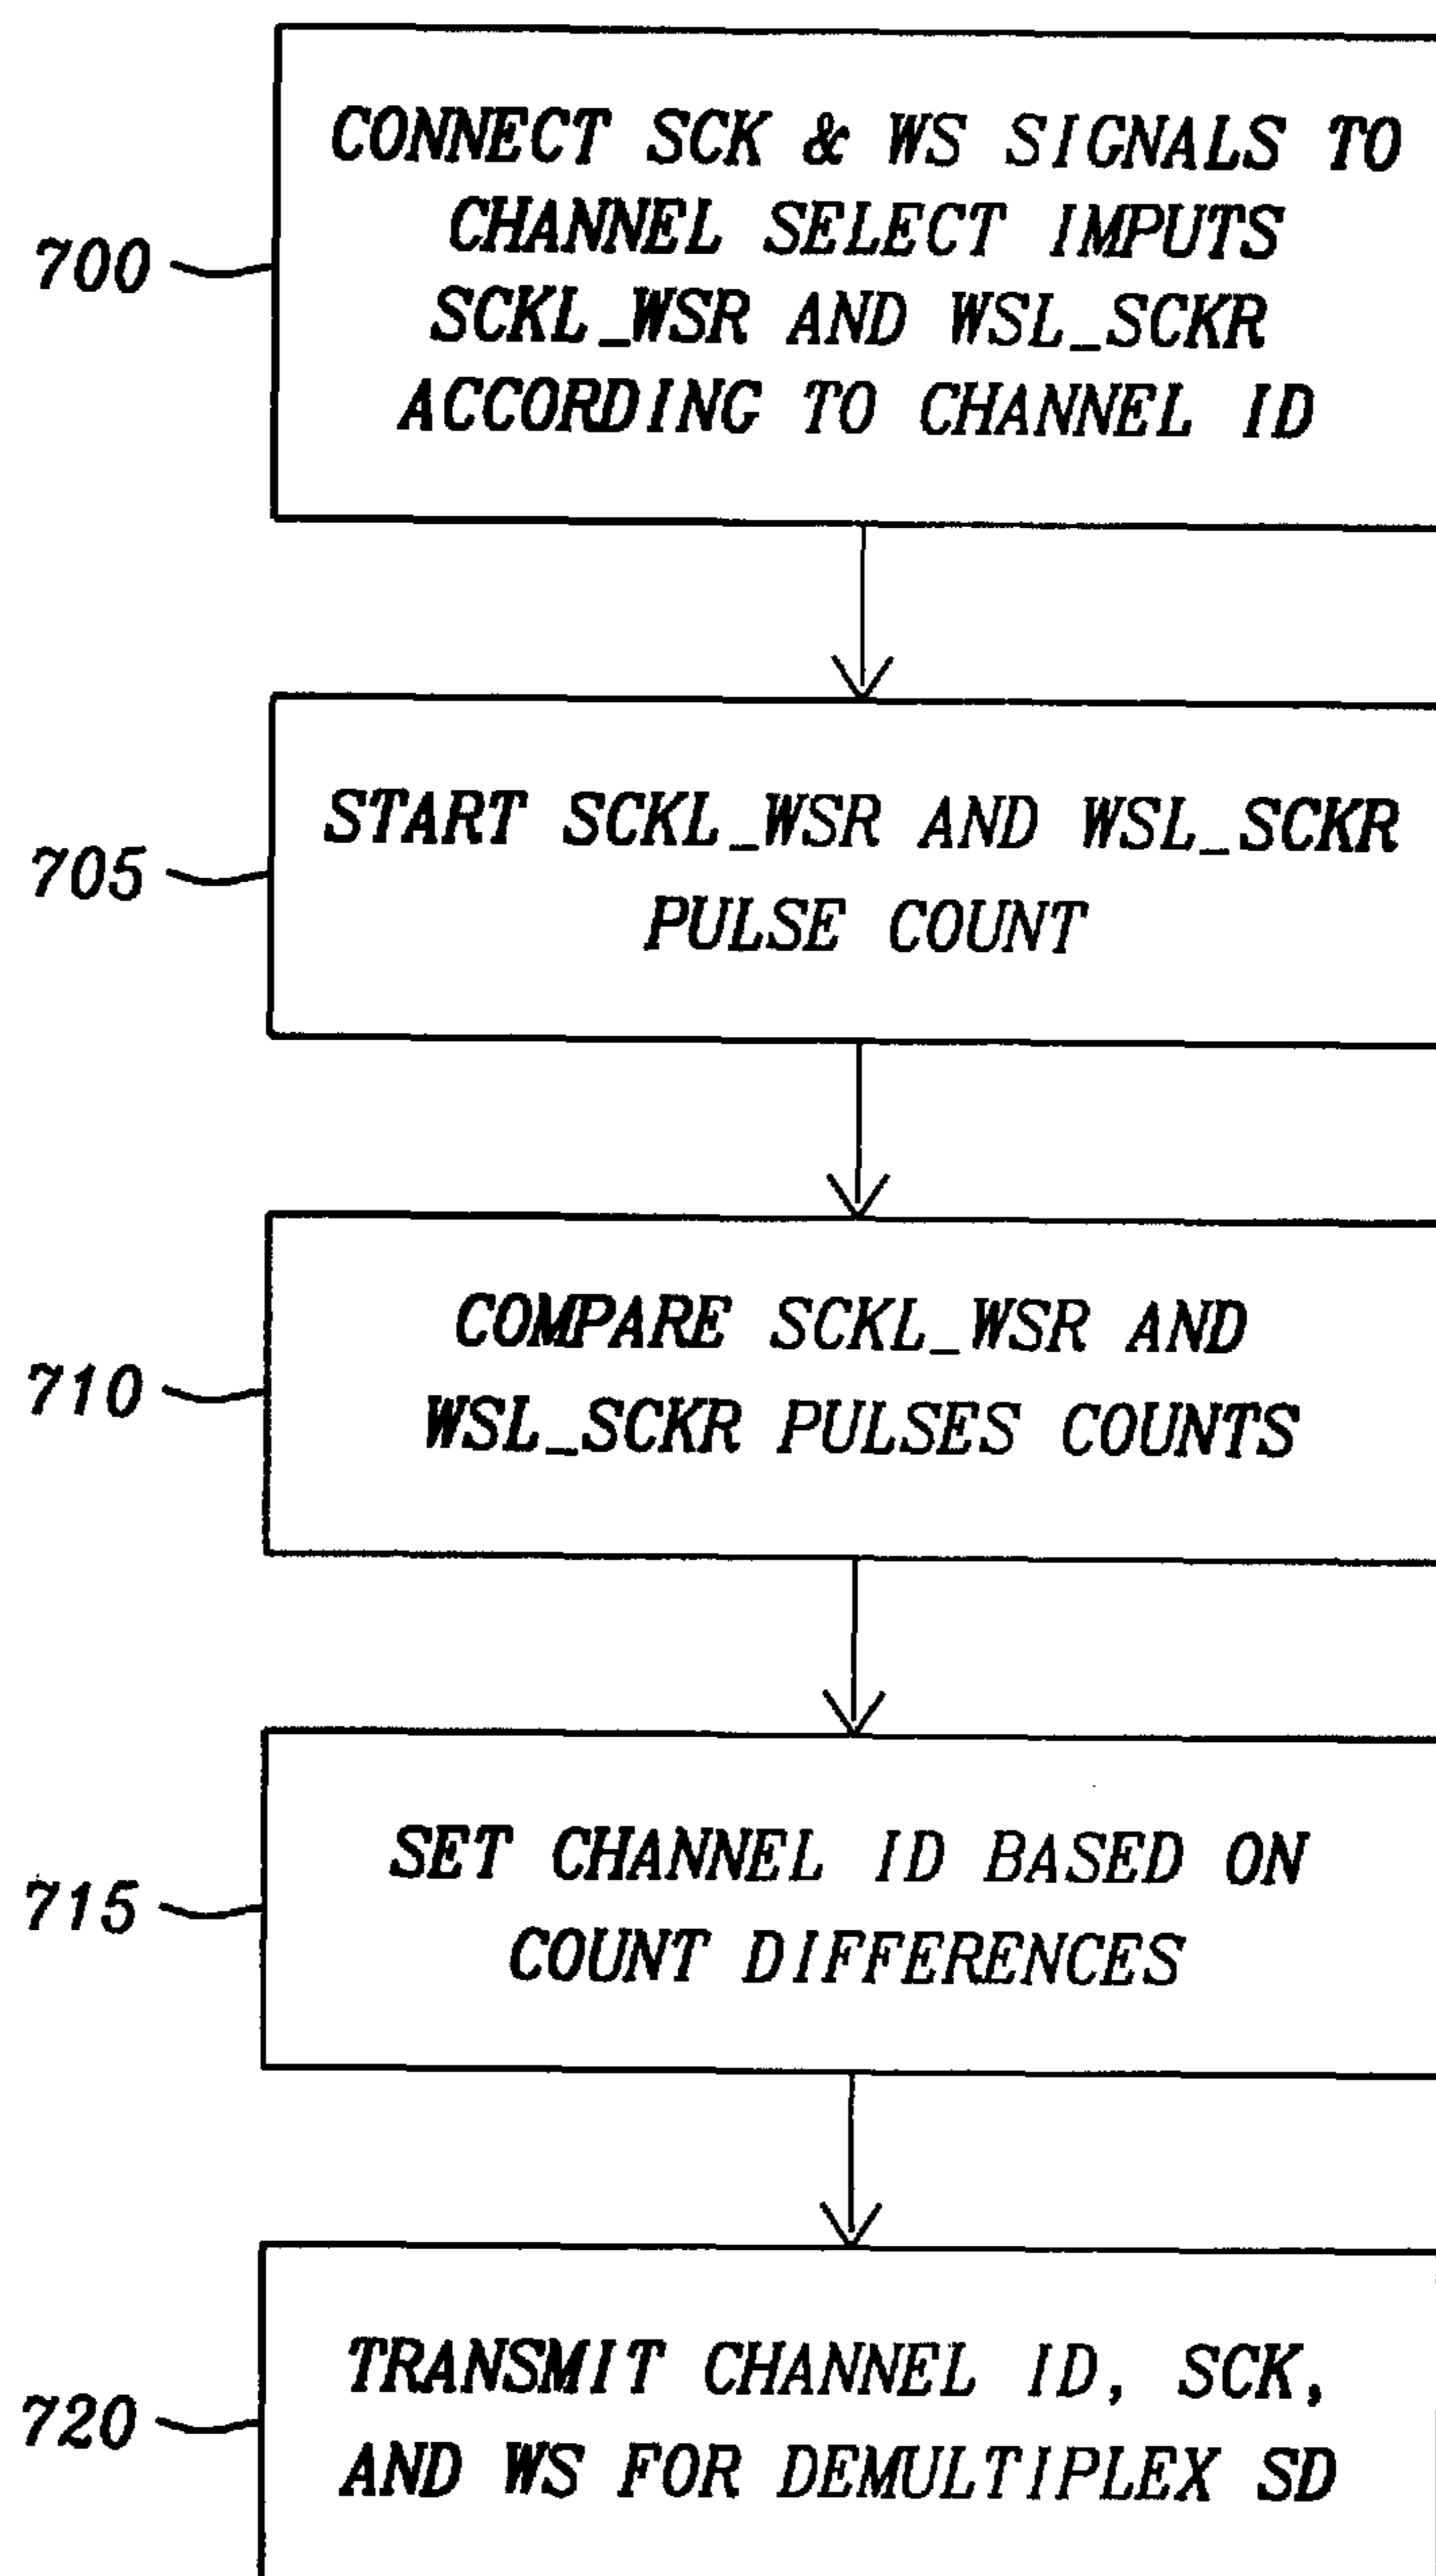 CONNECT SCK & WS SIGNALS TO
CHANNEL SELECT IMPUTS
SCKL_WSR AND WSL_SCKR
ACCORDING TO CHANNEL ID
700
START SCKL_WSR AND WSL_SCKR
PULSE COUNT
705
COMPARE SCKL_WSR AND
WSL_SCKR PULSES COUNTS
710
SET CHANNEL ID BASED ON
COUNT DIFFERENCES
715
TRANSMIT CHANNEL ID, SCK,
AND WS FOR DEMULTIPLEX SD
720